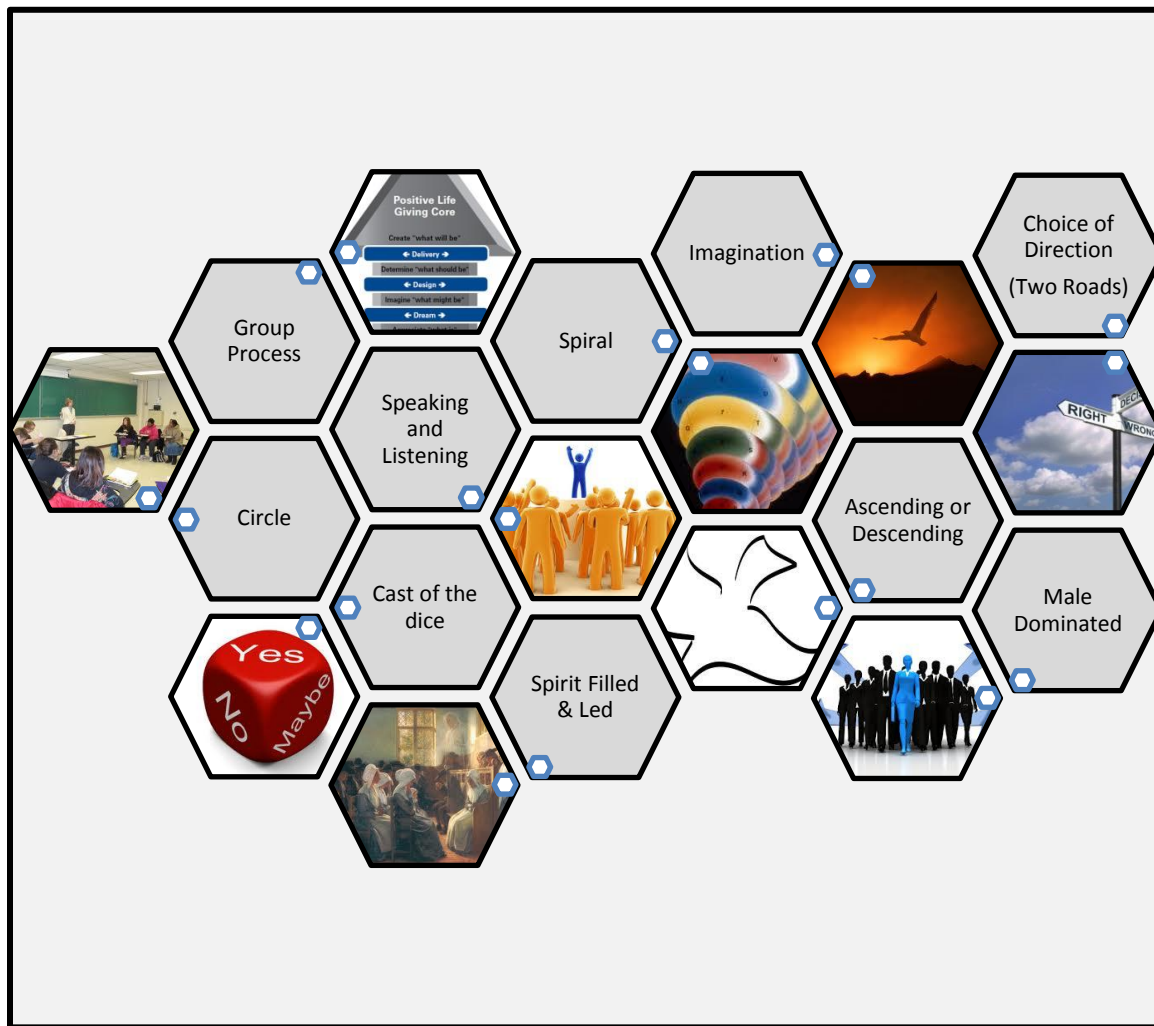 Positive Life
Giving Core
Create "what will be"
← Delivery →
Determine "what should be"
← Design →
Imagine "what might be"
← Dream →
Imagination
Choice of
Direction
(Two Roads)
Group
Process
Spiral
Speaking
and
Listening
RIGHT
WRONG
Circle
Ascending or
Descending
Cast of the
dice
Male
Dominated
Yes
No
Maybe
Spirit Filled
& Led